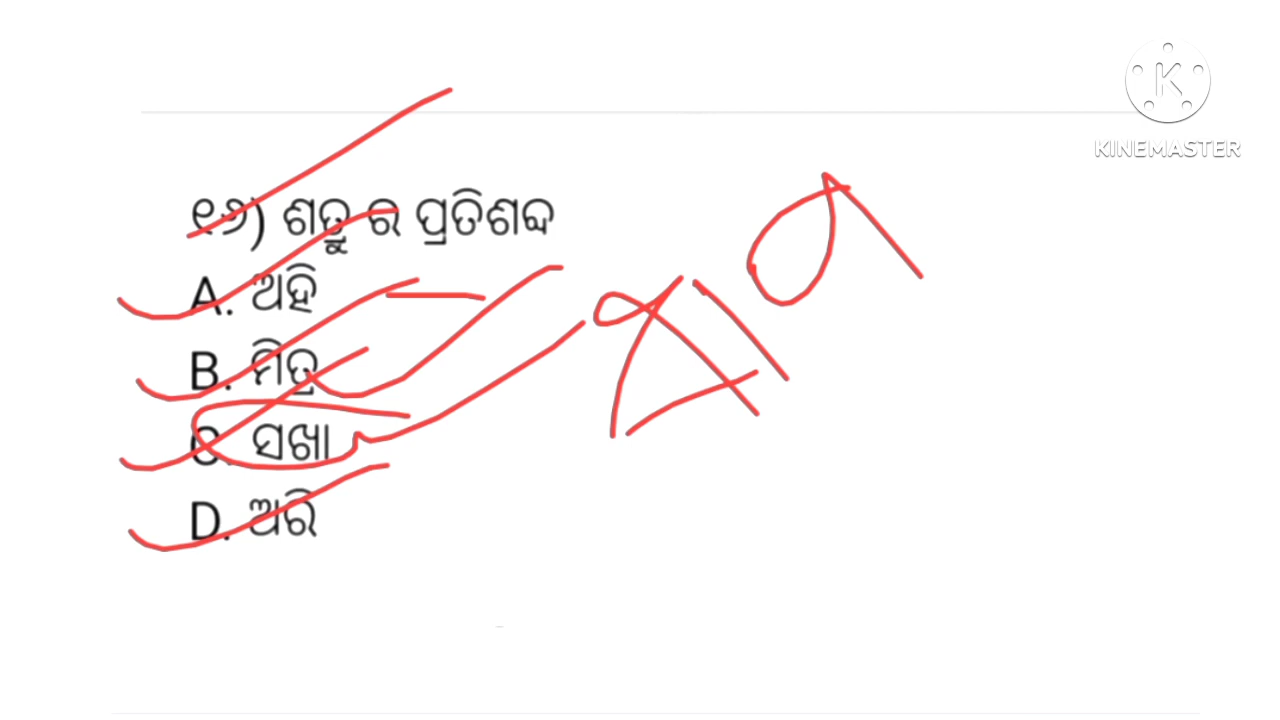 KINEMASTER
୧୬) ଶତ୍ରୁ ର ପ୍ରତିଶବ୍ଦ
A. ଅହି
B. ମିତ୍ର
C. ସଖା
D. ଅରି